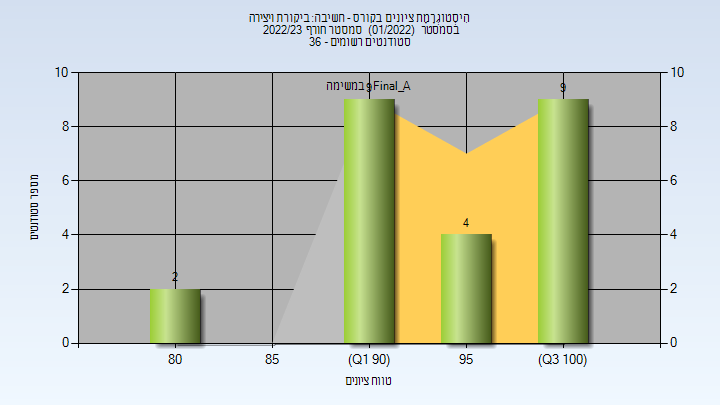 היסטוגרמת ציונים בקורס - חשיבה: ביקורת ויצירה
בסמסטר (01/2022) סמסטר חורף 2022/23
סטודנטים רשומים - 36
במשימה Final_A
10
8
6
4
2
0
10
8
6
4
2
0
מספר סטודנטים
2
9
4
9
80
85
(Q1 90)
95
(Q3 100)
טווח ציונים